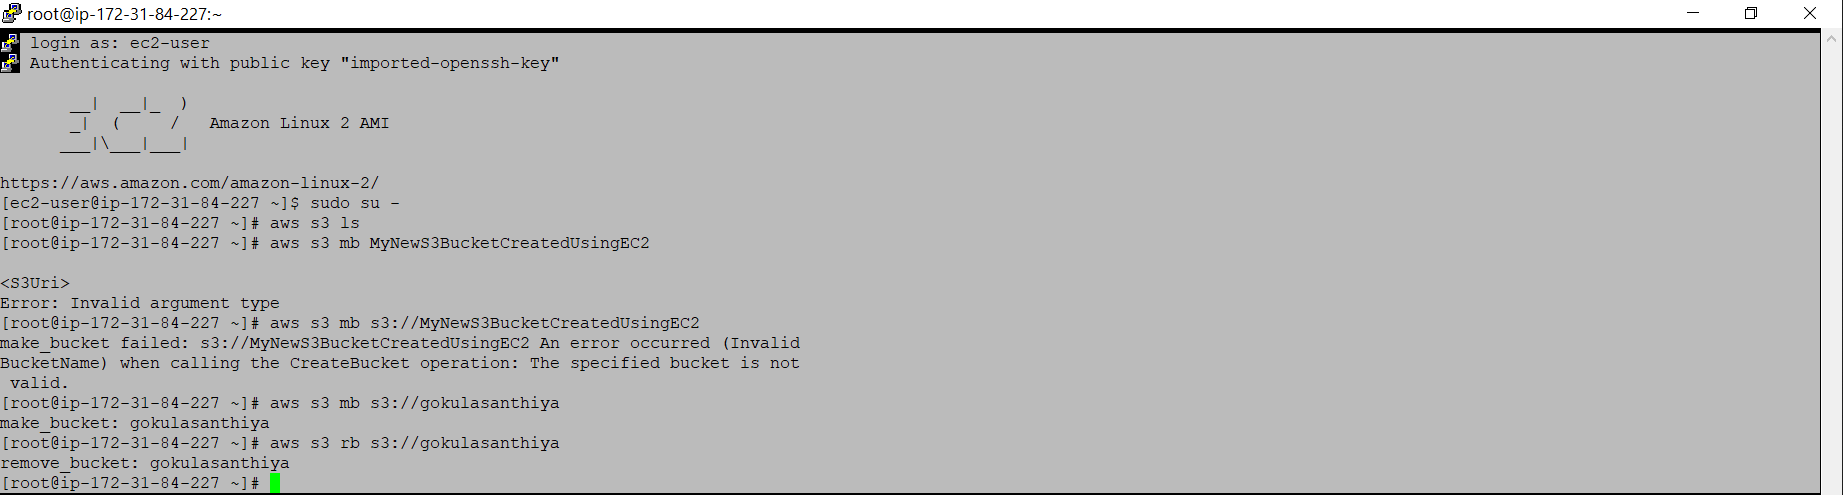 root@ip-172-31-84-227:~
login as: ec2-user
Authenticating with public key "imported-openssh-key"
       __|  __|_  )
       _|  (     /   Amazon Linux 2 AMI
      ___|\___|___|
https://aws.amazon.com/amazon-linux-2/
[ec2-user@ip-172-31-84-227 ~]$ sudo su -
[root@ip-172-31-84-227 ~]# aws s3 ls
[root@ip-172-31-84-227 ~]# aws s3 mb MyNewS3BucketCreatedUsingEC2
<S3Uri>
Error: Invalid argument type
[root@ip-172-31-84-227 ~]# aws s3 mb s3://MyNewS3BucketCreatedUsingEC2
make_bucket failed: s3://MyNewS3BucketCreatedUsingEC2 An error occurred (Invalid
BucketName) when calling the CreateBucket operation: The specified bucket is not
 valid.
[root@ip-172-31-84-227 ~]# aws s3 mb s3://gokulasanthiya
make_bucket: gokulasanthiya
[root@ip-172-31-84-227 ~]# aws s3 rb s3://gokulasanthiya
remove_bucket: gokulasanthiya
[root@ip-172-31-84-227 ~]#